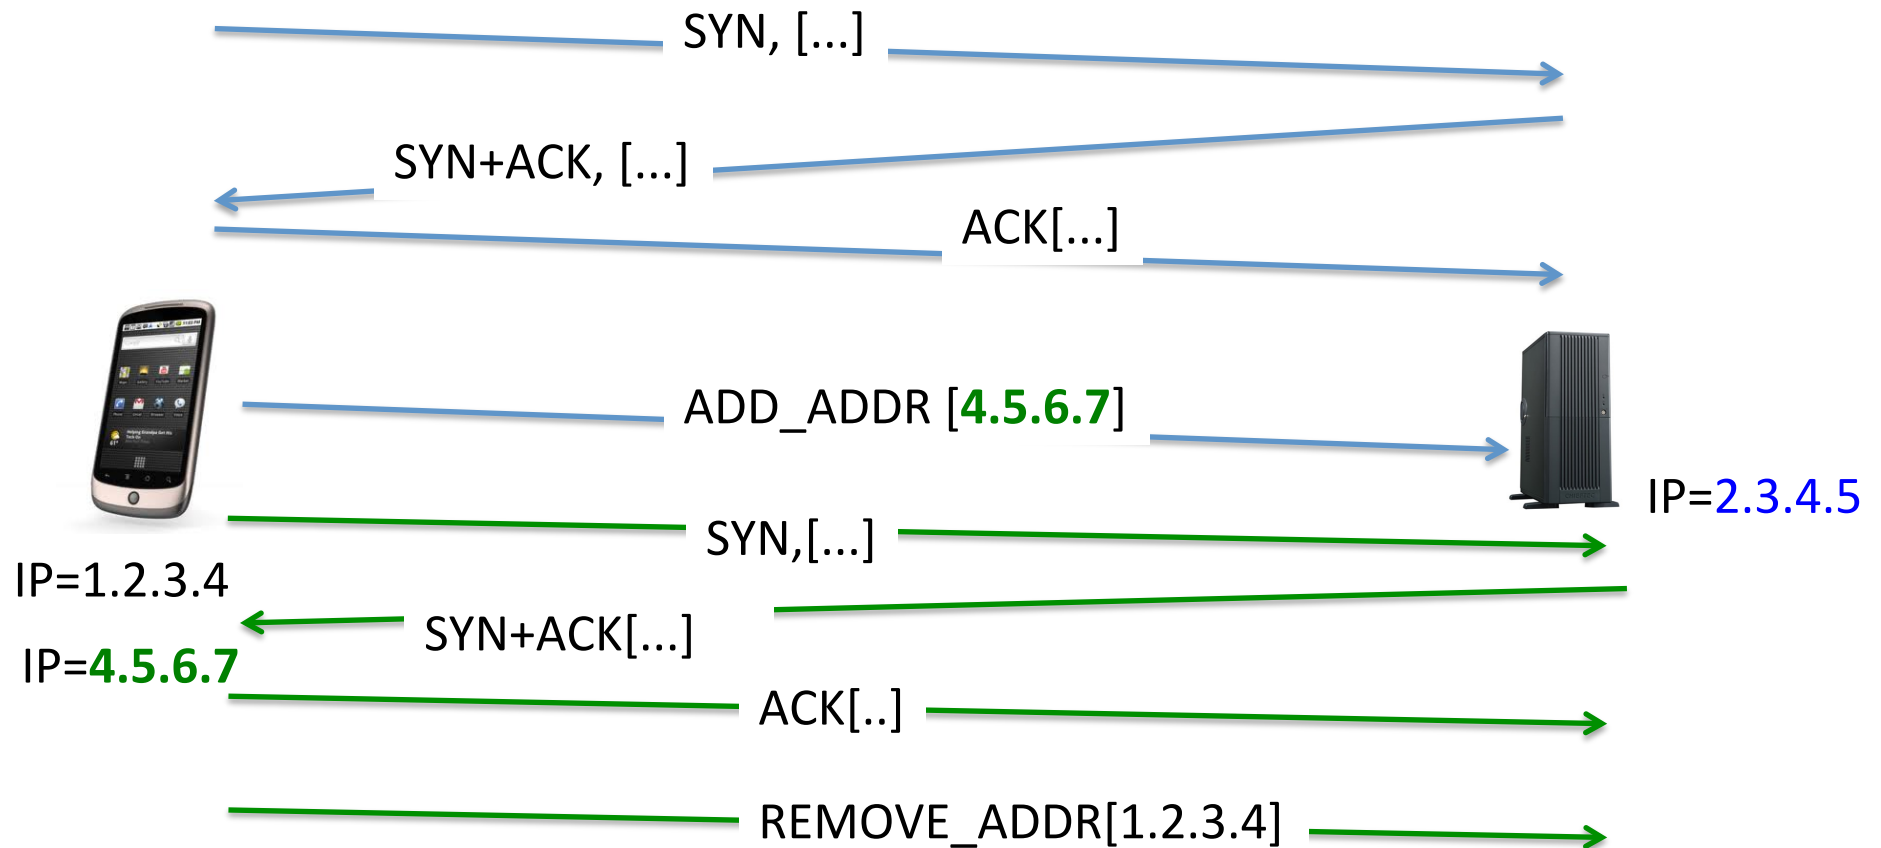 SYN, [...]
SYN+ACK, [...]
ACK[...]
ADD_ADDR [4.5.6.7]
IP=2.3.4.5
SYN,[...]
IP=1.2.3.4
SYN+ACK[...]
IP=4.5.6.7
ACK[..]
REMOVE_ADDR[1.2.3.4]